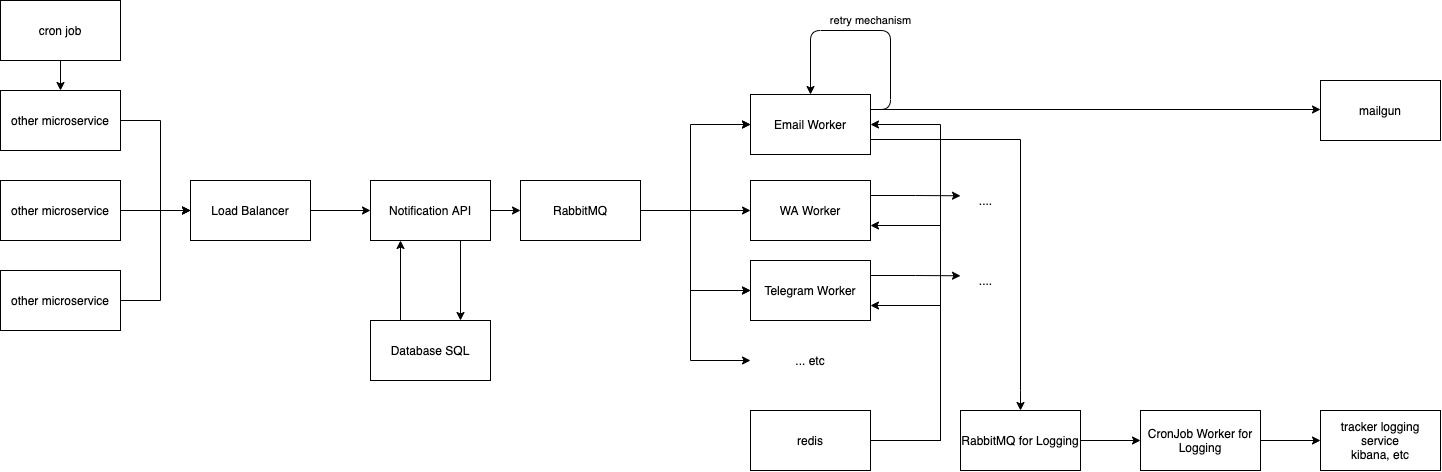 retry mechanism
cron job
other microservice
Email Worker
mailgun
other microservice
Load Balancer
Notification API
RabbitMQ
WA Worker
....
other microservice
Telegram Worker
....
Database SQL
... etc
redis
RabbitMQ for Logging
CronJob Worker for
Logging
tracker logging
service
kibana, etc